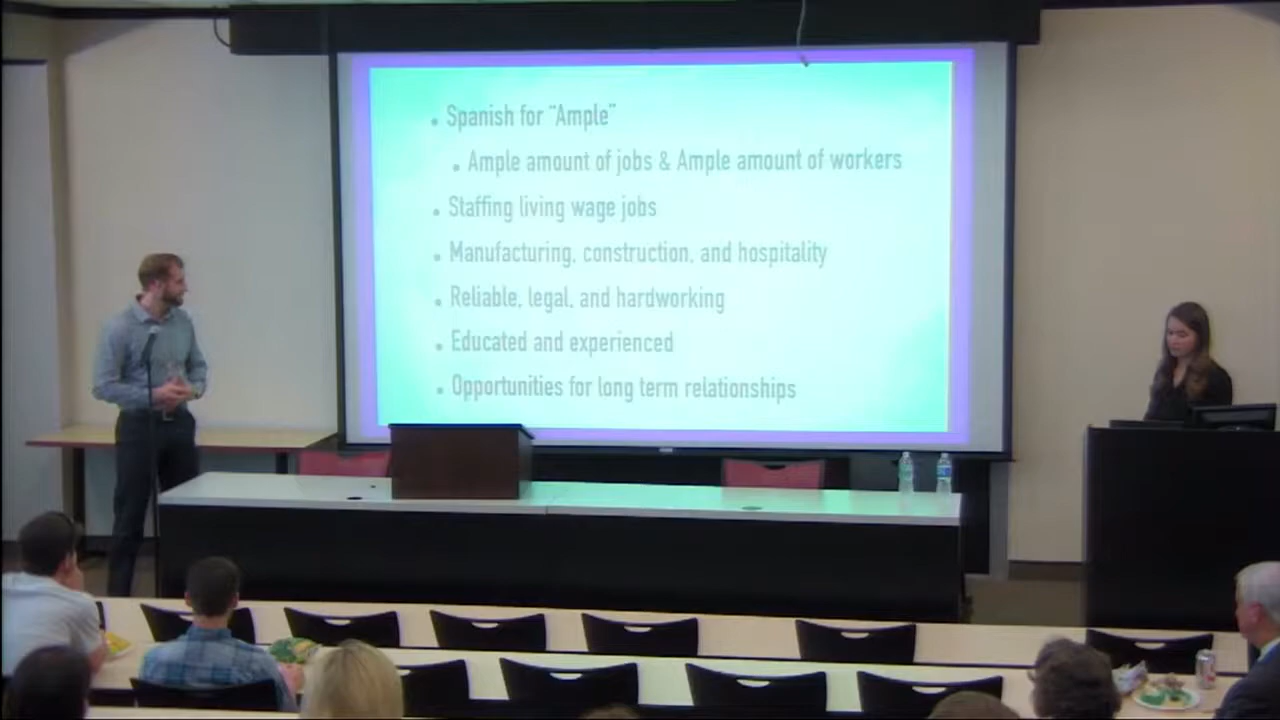 • Spanish for "Ample"
• Ample amount of jobs & Ample amount of workers
• Staffing living wage jobs
• Manufacturing, construction, and hospitality
• Reliable, legal, and hardworking
• Educated and experienced
• Opportunities for long term relationships